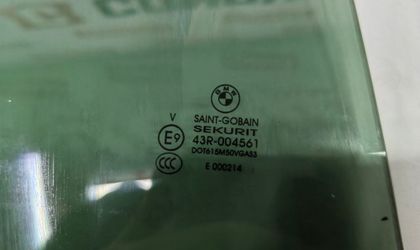 BMW
SAINT-GOBAIN
SEKURIT
V
E9
43R-004561
DOT615M50VGAS3
CCC
E 000214